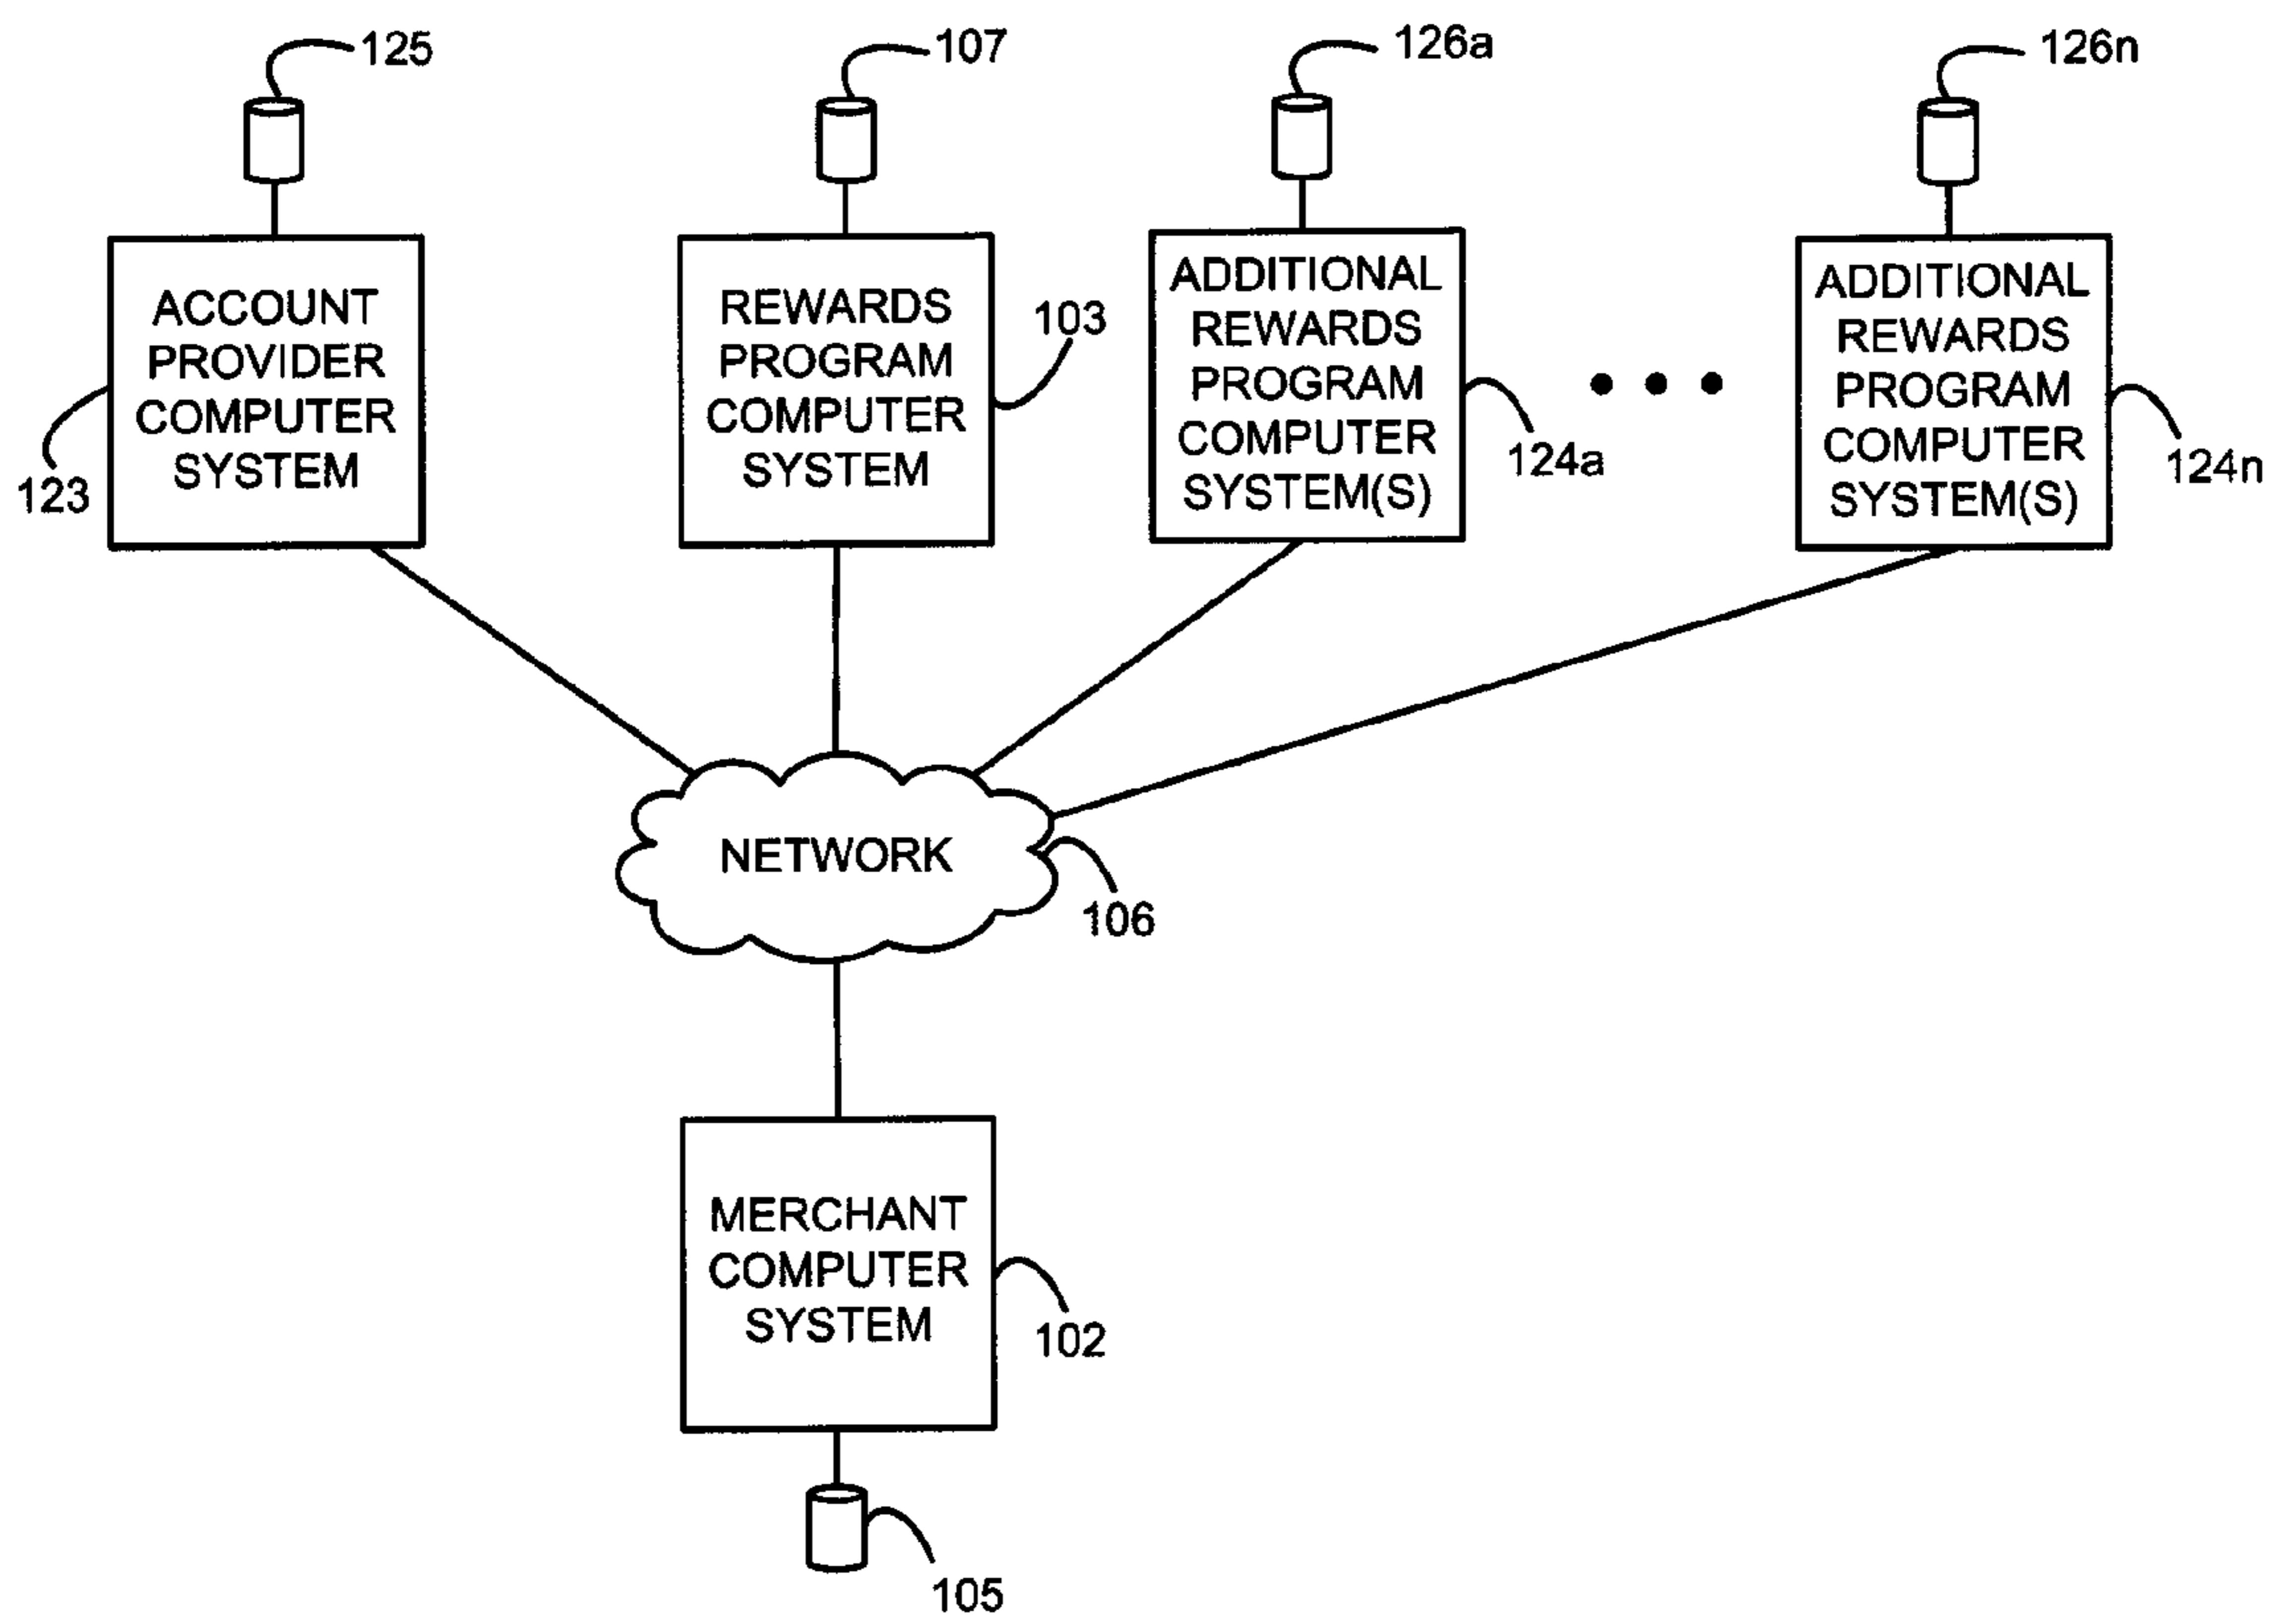 125
107
126a
126n
ACCOUNT
PROVIDER
COMPUTER
SYSTEM
123
REWARDS
PROGRAM
COMPUTER
SYSTEM
103
ADDITIONAL
REWARDS
PROGRAM
COMPUTER
SYSTEM(S)
124a
ADDITIONAL
REWARDS
PROGRAM
COMPUTER
SYSTEM(S)
124n
NETWORK
106
MERCHANT
COMPUTER
SYSTEM
102
105